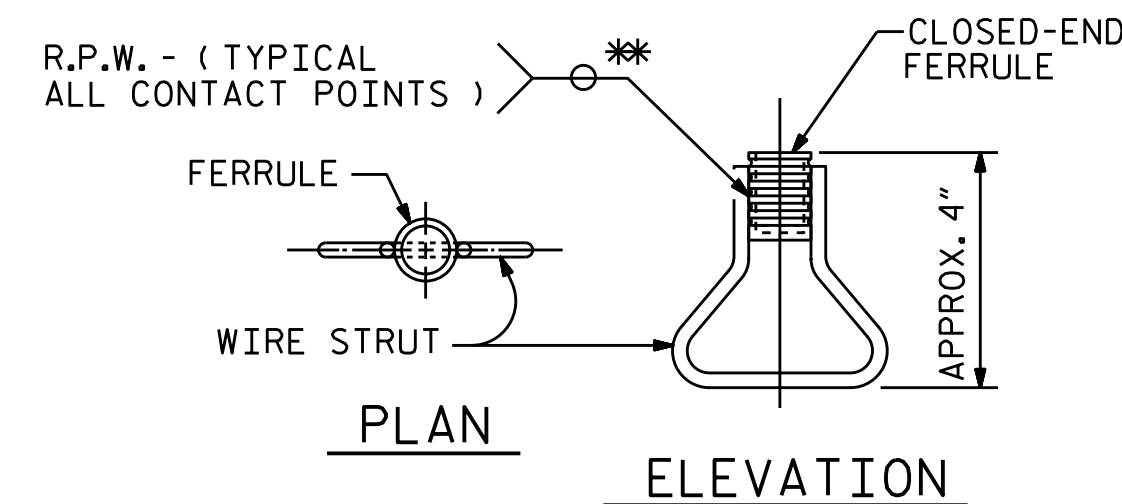 R.P.W. - ( TYPICAL
ALL CONTACT POINTS )
**
CLOSED-END
FERRULE
FERRULE
APPROX. 4"
WIRE STRUT
PLAN
ELEVATION